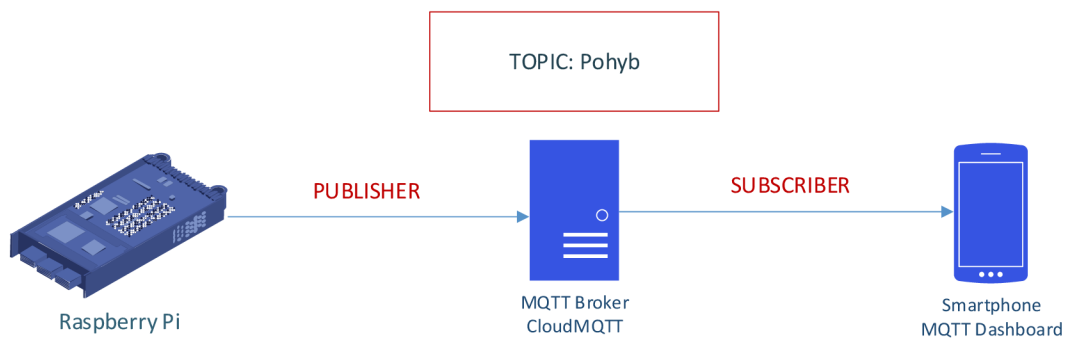 TOPIC: Pohyb
PUBLISHER
SUBSCRIBER
Raspberry Pi
MQTT Broker
CloudMQTT
Smartphone
MQTT Dashboard